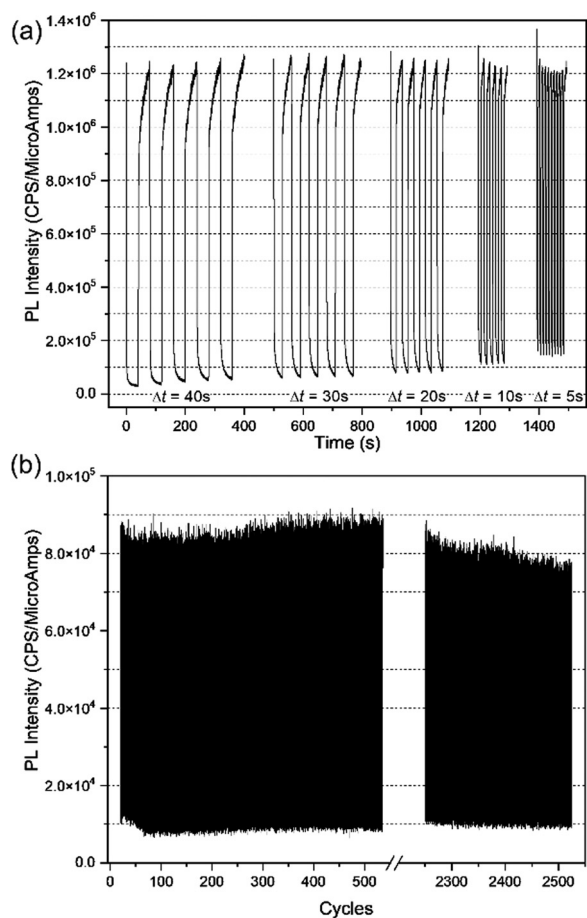 (a)
PL Intensity (CPS/MicroAmps)
1.4×10⁶
1.2×10⁶
1.0×10⁶
8.0×10⁵
6.0×10⁵
4.0×10⁵
2.0×10⁵
0.0
Δt = 40s Δt = 30s Δt = 20s Δt = 10s Δt = 5s
0 200 400 600 800 1000 1200 1400
Time (s)
(b)
PL Intensity (CPS/MicroAmps)
1.0×10⁵
8.0×10⁴
6.0×10⁴
4.0×10⁴
2.0×10⁴
0.0
0 100 200 300 400 500 2300 2400 2500
Cycles